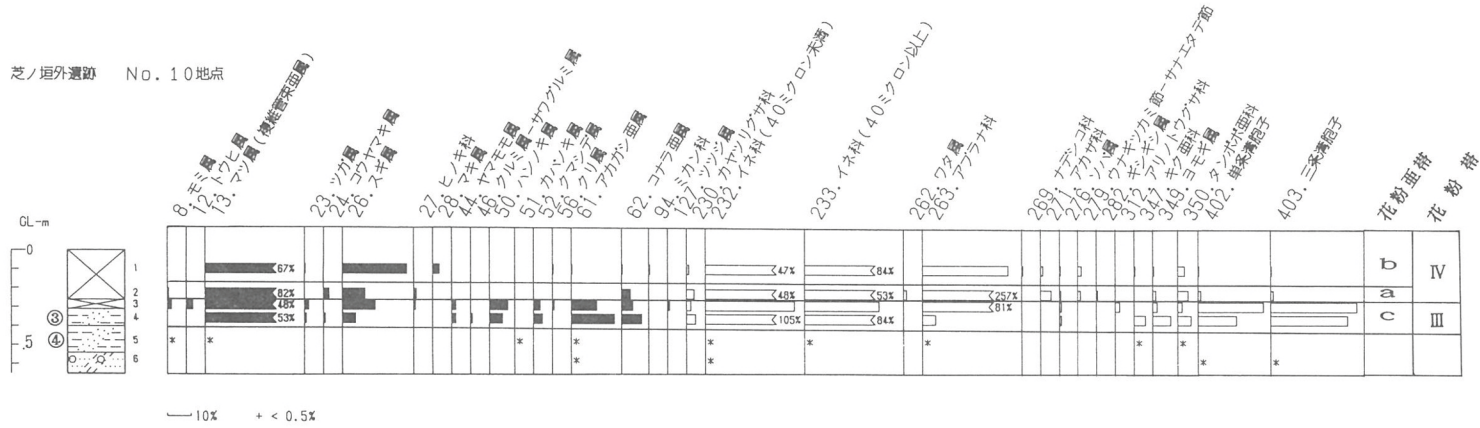 芝ノ垣外遺跡 No.10地点
8. モミ属
12. トウヒ属
13. マツ属(複維管束亜属)
23. ツガ属
24. コウヤマキ属
26. スギ属
27. ヒノキ科
28. マキ属
44. ヤマモモ属
46. クルミ属－サワグルミ属
50. ハンノキ属
51. カバノキ属
52. クマシデ属
56. クリ属
61. アカガシ亜属
62. コナラ亜属
94. ミカン科
127. ツツジ属
230. カヤツリグサ科
232. イネ科(40ミクロン未満)
233. イネ科(40ミクロン以上)
262. ワタ属
263. アブラナ科
269. ナデシコ科
271. アカザ科
276. ソバ属
279. ウナギツカミ節－サナエタデ節
282. ギシギシ属
312. アリノトウグサ科
347. キク亜科
349. ヨモギ属
350. タンポポ亜科
402. 単条溝胞子
403. 三条溝胞子
花粉亜帯
花粉帯
GL-m
0
1 67% 47% 84% b Ⅳ
2 82% 48% 53% 257% a
3 48% 81%
③ 4 53% 105% 84% c Ⅲ
.5 ④ 5 * * * * * * * * *
6 * * * *
10% + < 0.5%